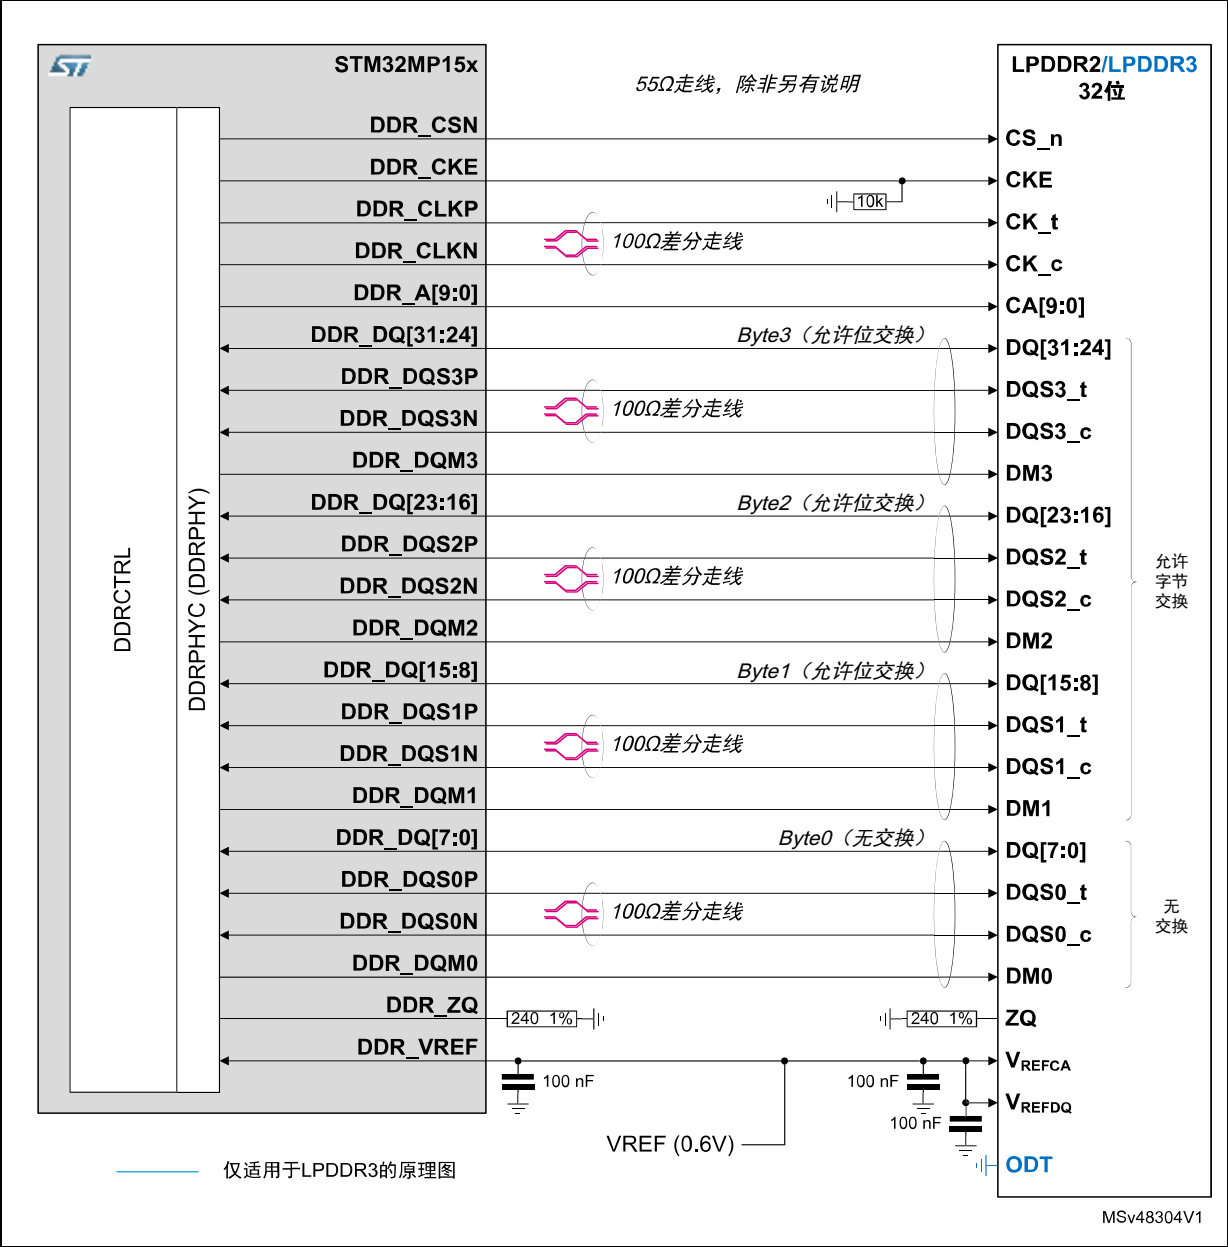 STM32MP15x
55Ω走线，除非另有说明
LPDDR2/LPDDR3
32位
DDR_CSN
CS_n
DDR_CKE
CKE
10k
DDR_CLKP
CK_t
100Ω差分走线
DDR_CLKN
CK_c
DDR_A[9:0]
CA[9:0]
DDR_DQ[31:24]
Byte3（允许位交换）
DQ[31:24]
DDR_DQS3P
DQS3_t
100Ω差分走线
DDR_DQS3N
DQS3_c
DDR_DQM3
DM3
DDR_DQ[23:16]
Byte2（允许位交换）
DQ[23:16]
DDR_DQS2P
DQS2_t
100Ω差分走线
DDR_DQS2N
DQS2_c
DDR_DQM2
DM2
允许
字节
交换
DDRCTRL
DDRPHYC (DDRPHY)
DDR_DQ[15:8]
Byte1（允许位交换）
DQ[15:8]
DDR_DQS1P
DQS1_t
100Ω差分走线
DDR_DQS1N
DQS1_c
DDR_DQM1
DM1
DDR_DQ[7:0]
Byte0（无交换）
DQ[7:0]
DDR_DQS0P
DQS0_t
100Ω差分走线
DDR_DQS0N
DQS0_c
无
交换
DDR_DQM0
DM0
DDR_ZQ
240 1%
240 1%
ZQ
DDR_VREF
VREFCA
100 nF
100 nF
VREFDQ
100 nF
VREF (0.6V)
ODT
仅适用于LPDDR3的原理图
MSv48304V1